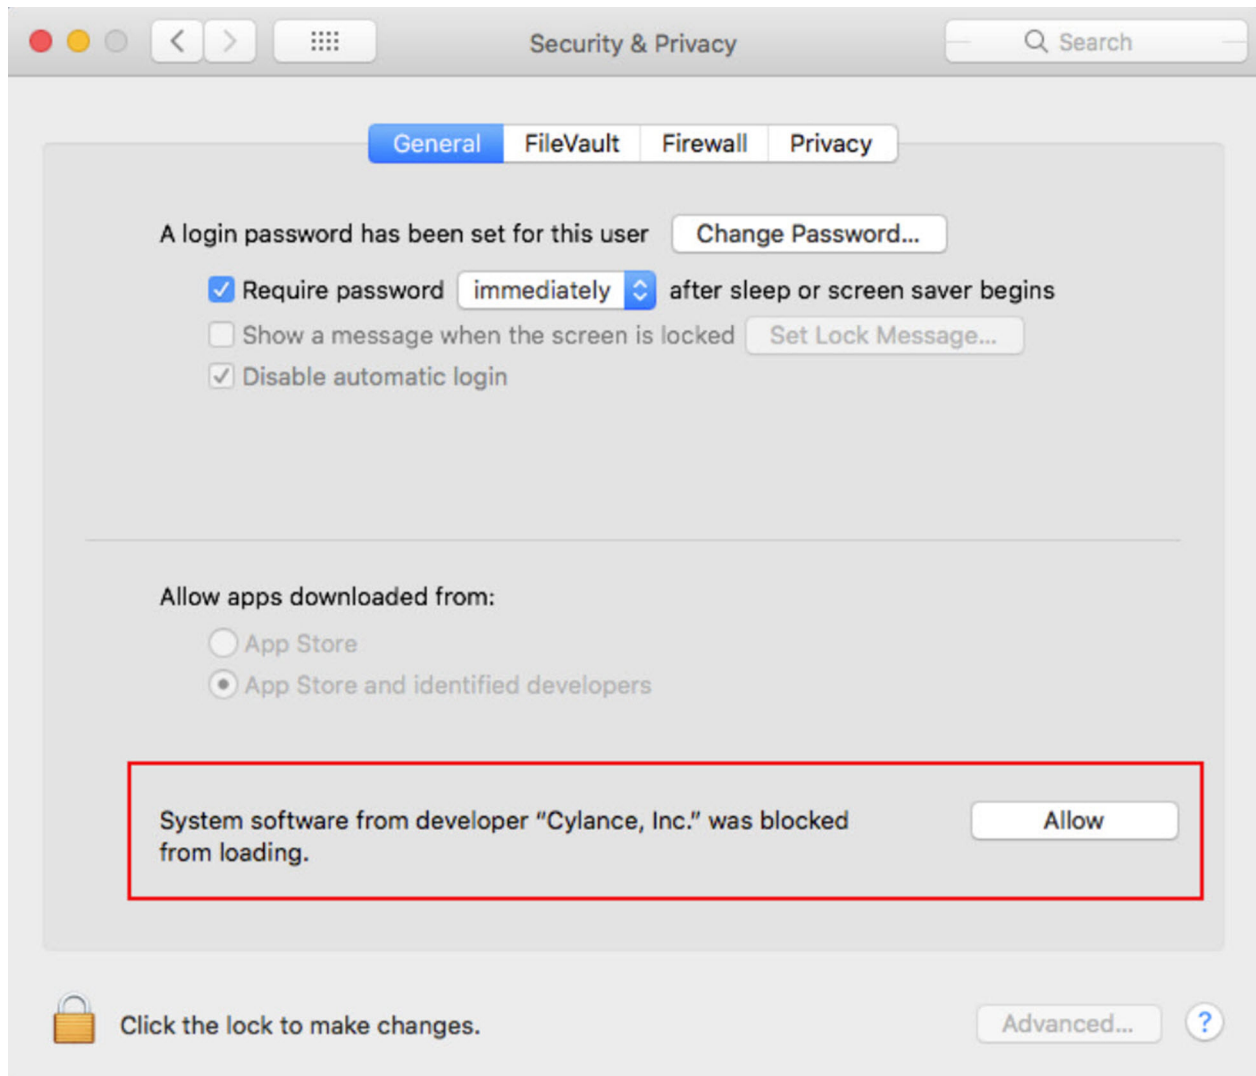 Security & Privacy
Search
General FileVault Firewall Privacy
A login password has been set for this user Change Password...
Require password immediately after sleep or screen saver begins
Show a message when the screen is locked Set Lock Message...
Disable automatic login
Allow apps downloaded from:
App Store
App Store and identified developers
System software from developer “Cylance, Inc.” was blocked
from loading.
Allow
Click the lock to make changes.
Advanced... ?